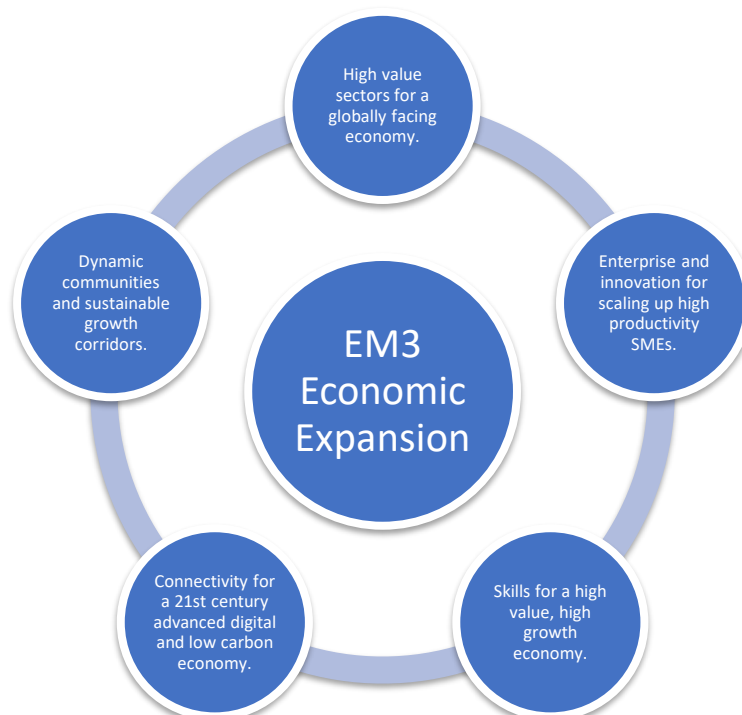 High value
sectors for a
globally facing
economy.
Enterprise and
innovation for
scaling up high
productivity
SMEs.
Skills for a high
value, high
growth
economy.
Connectivity for
a 21st century
advanced digital
and low carbon
economy.
Dynamic
communities
and sustainable
growth
corridors.
EM3
Economic
Expansion